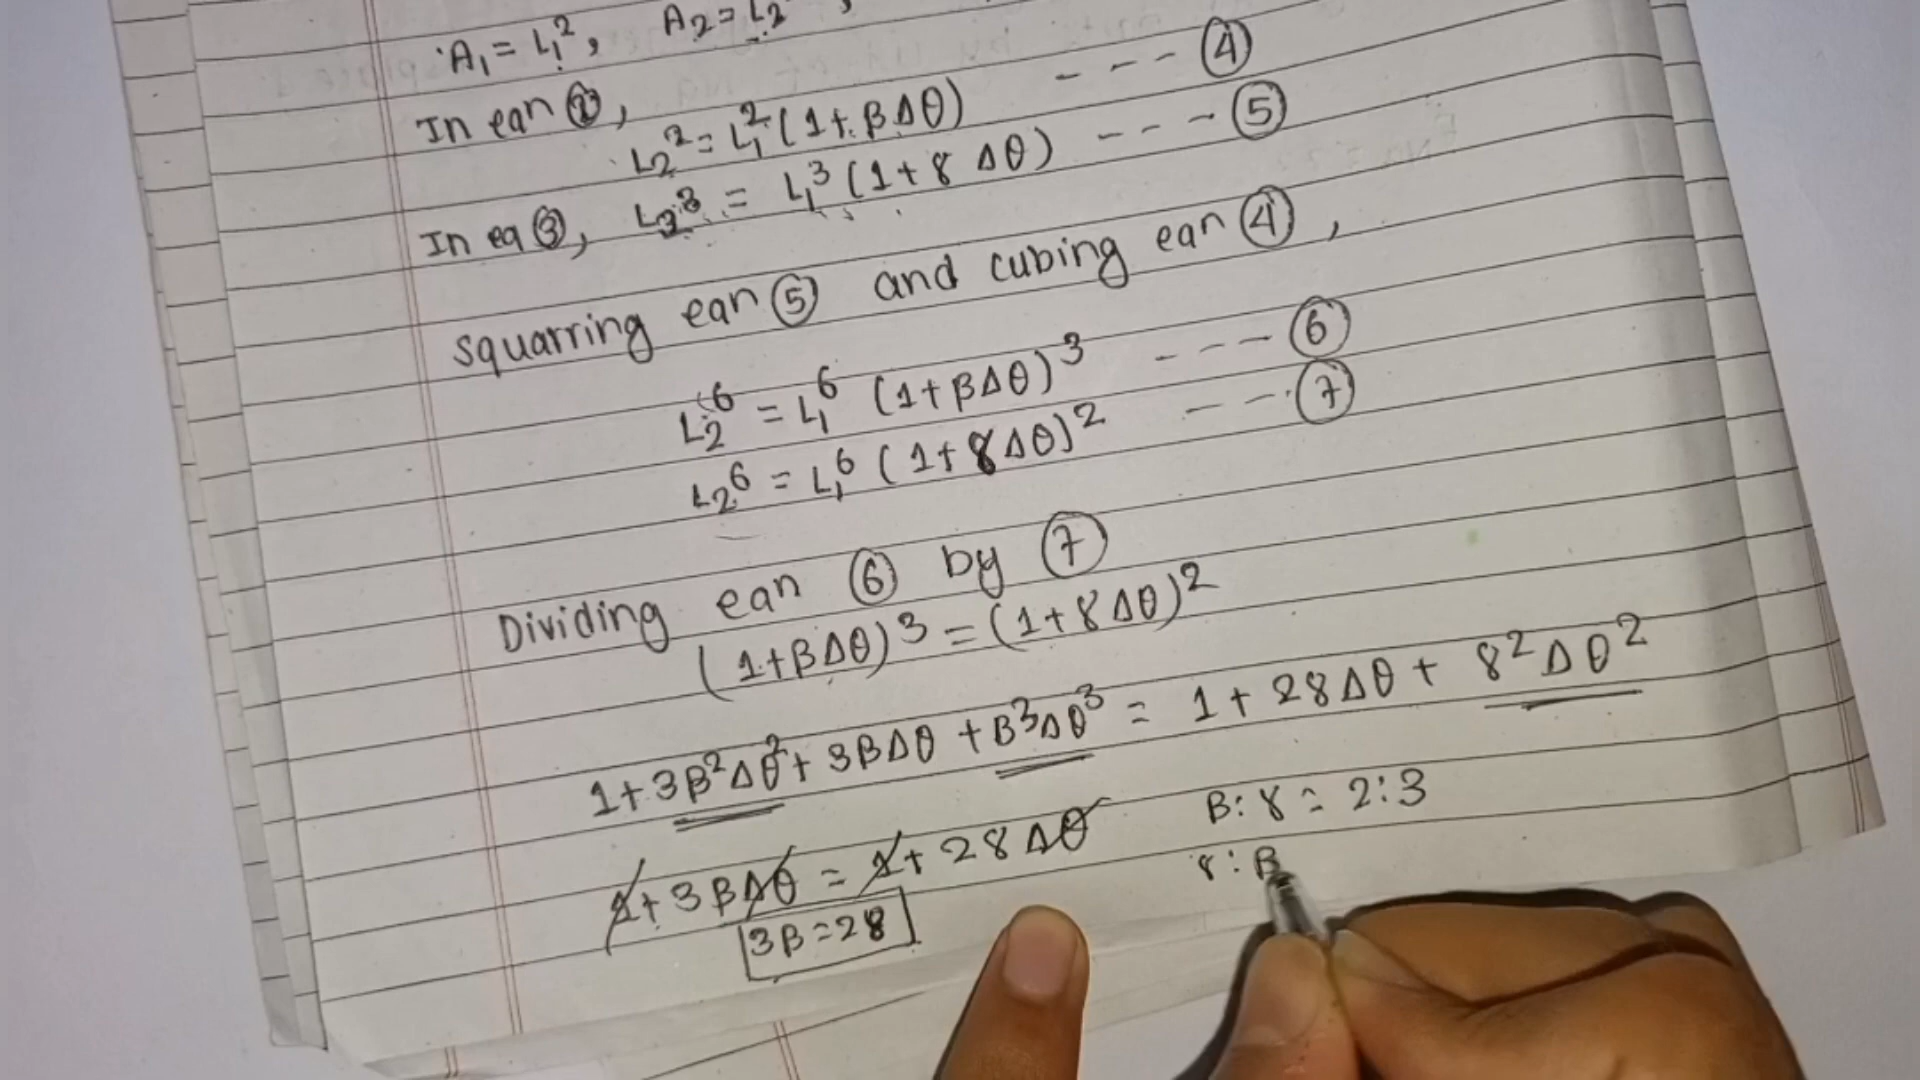 A₁ = L₁², A₂ = L₂²,
In eqn ②,
L₂² = L₁² (1 + βΔθ) - - - ④
In eq ③, L₂³ = L₁³ (1 + γ Δθ) - - - ⑤
squarring eqn ⑤ and cubing eqn ④,
L₂⁶ = L₁⁶ (1 + βΔθ)³ - - - ⑥
L₂⁶ = L₁⁶ (1 + γΔθ)² - - - ⑦
Dividing eqn ⑥ by ⑦
(1 + βΔθ)³ = (1 + γΔθ)²
1 + 3β²Δθ² + 3βΔθ + β³Δθ³ = 1 + 2γΔθ + γ²Δθ²
1 + 3βΔθ = 1 + 2γΔθ
3β = 2γ
β : γ = 2 : 3
γ : β